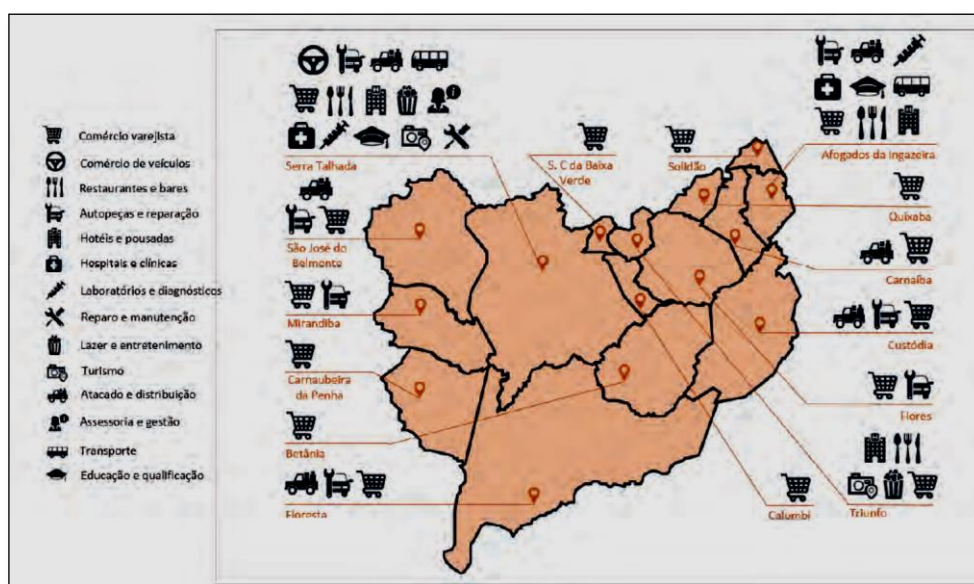 Comércio varejista
Comércio de veículos
Restaurantes e bares
Autopeças e reparação
Hotéis e pousadas
Hospitais e clínicas
Laboratórios e diagnósticos
Reparo e manutenção
Lazer e entretenimento
Turismo
Atacado e distribuição
Assessoria e gestão
Transporte
Educação e qualificação
Serra Talhada
S. C da Baixa
Verde
Solidão
Afogados da Ingazeira
São José do
Belmonte
Quixaba
Carnaíba
Mirandiba
Custódia
Carnaubeira
da Penha
Flores
Betânia
Floresta
Calumbi
Triunfo